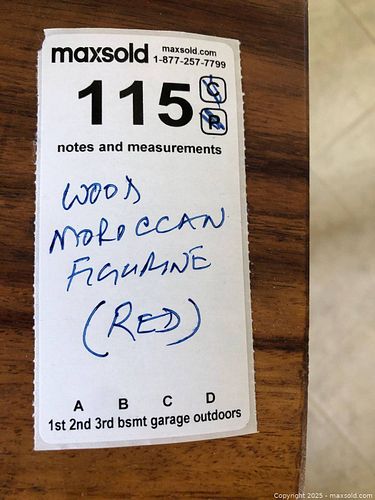 maxsold maxsold.com
1-877-257-7799
115 C
R
notes and measurements
WOOD
MOROCCAN
FIGURINE
(RED)
A B C D
1st 2nd 3rd bsmt garage outdoors
Copyright 2025 - maxsold.com